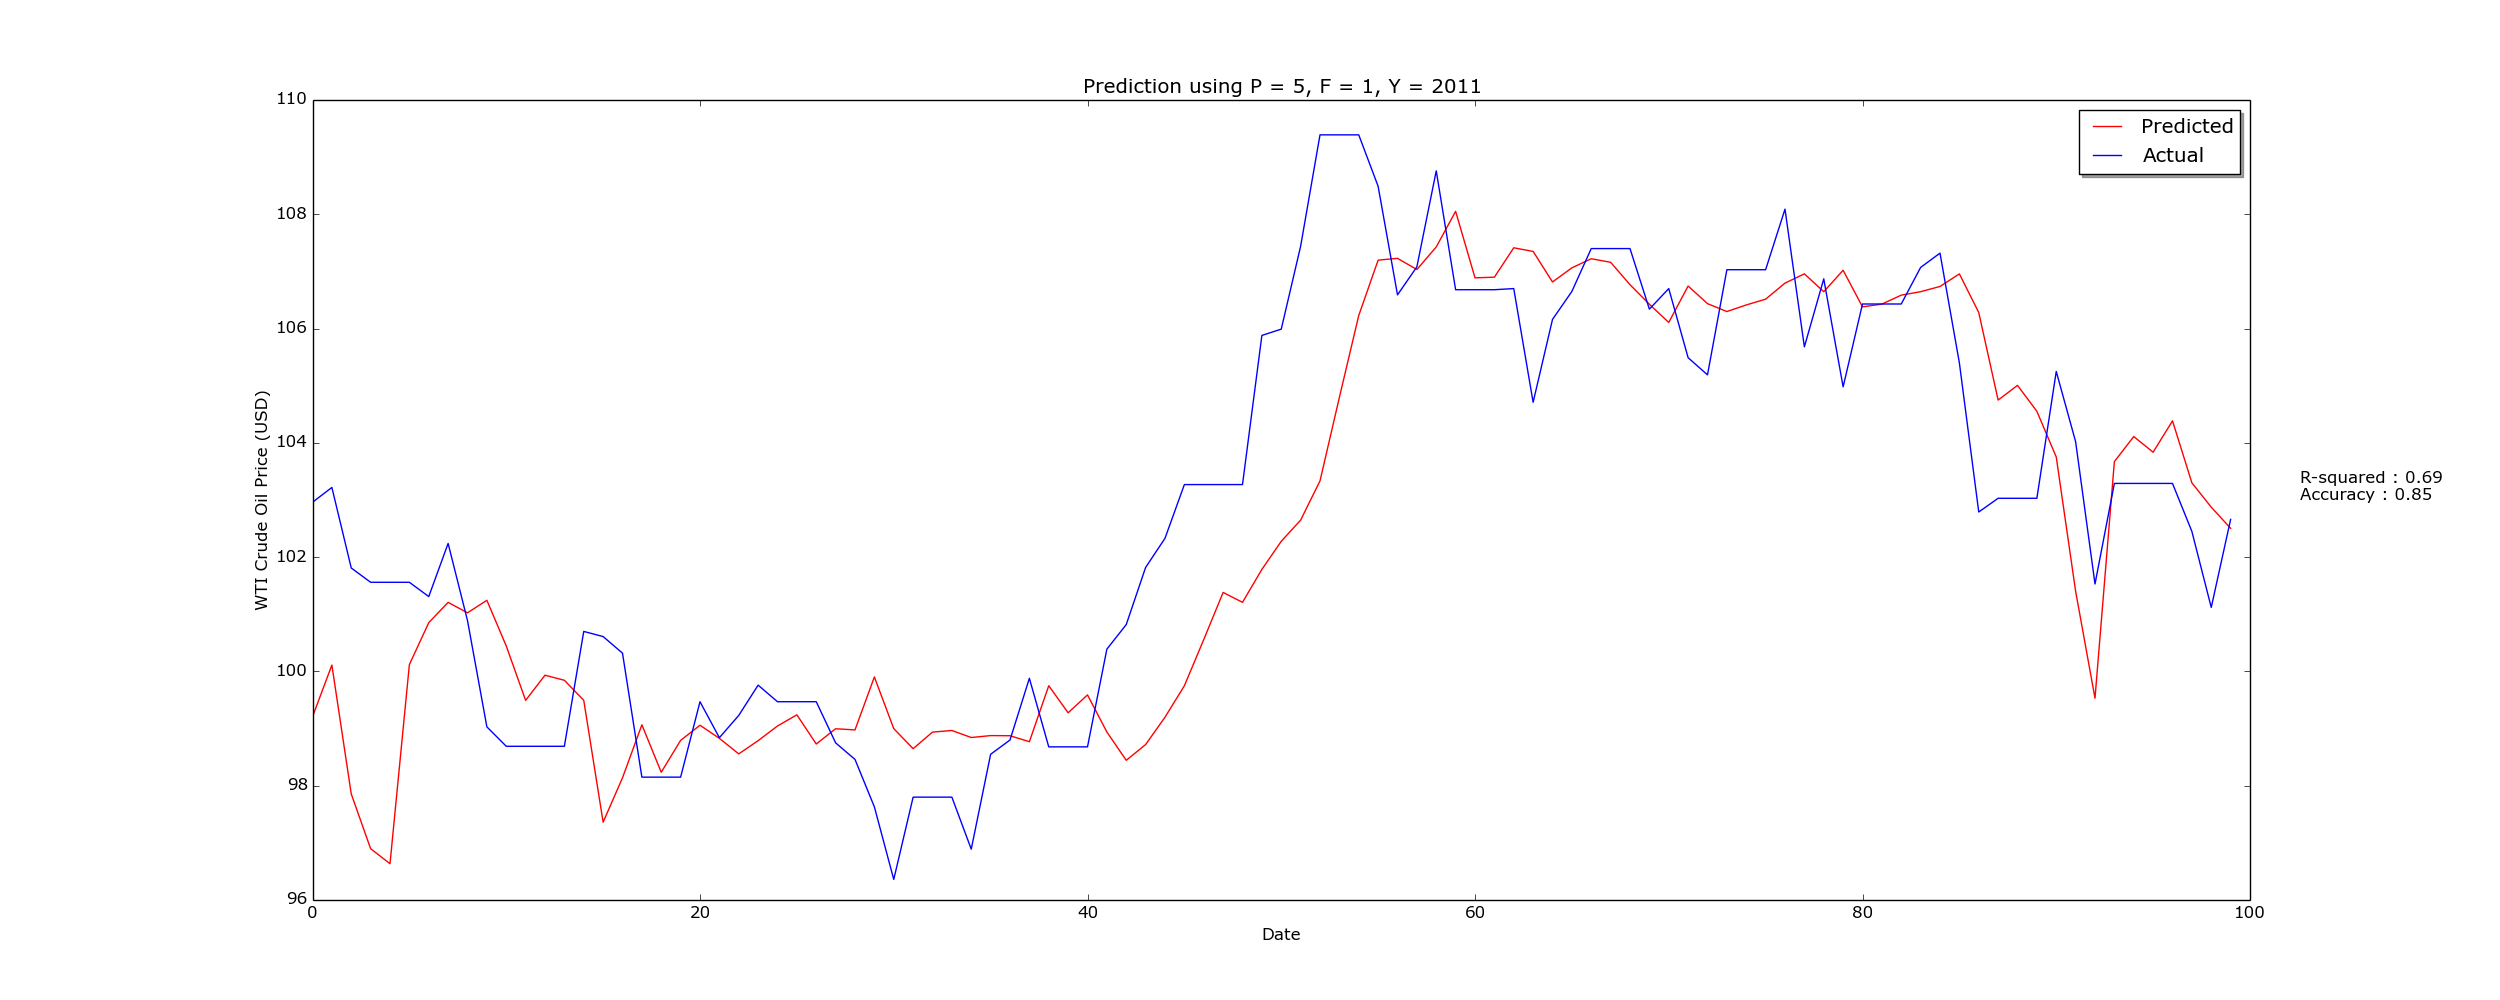 Prediction using P = 5, F = 1, Y = 2011
110
108
106
104
102
100
98
96
WTI Crude Oil Price (USD)
Predicted
Actual
R-squared : 0.69
Accuracy : 0.85
0
20
40
60
80
100
Date